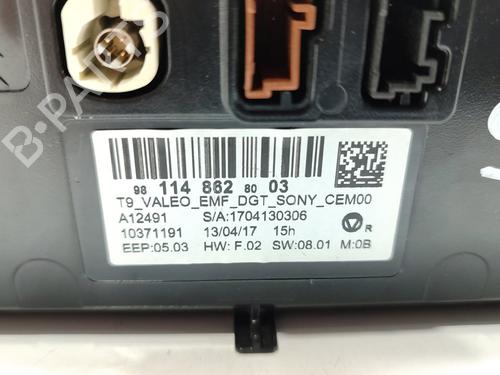 98 114 862 80 03
T9_VALEO_EMF_DGT_SONY_CEM00
A12491 S/A:1704130306
10371191 13/04/17 15h R
EEP:05.03 HW: F.02 SW:08.01 M:0B
B-PARTS